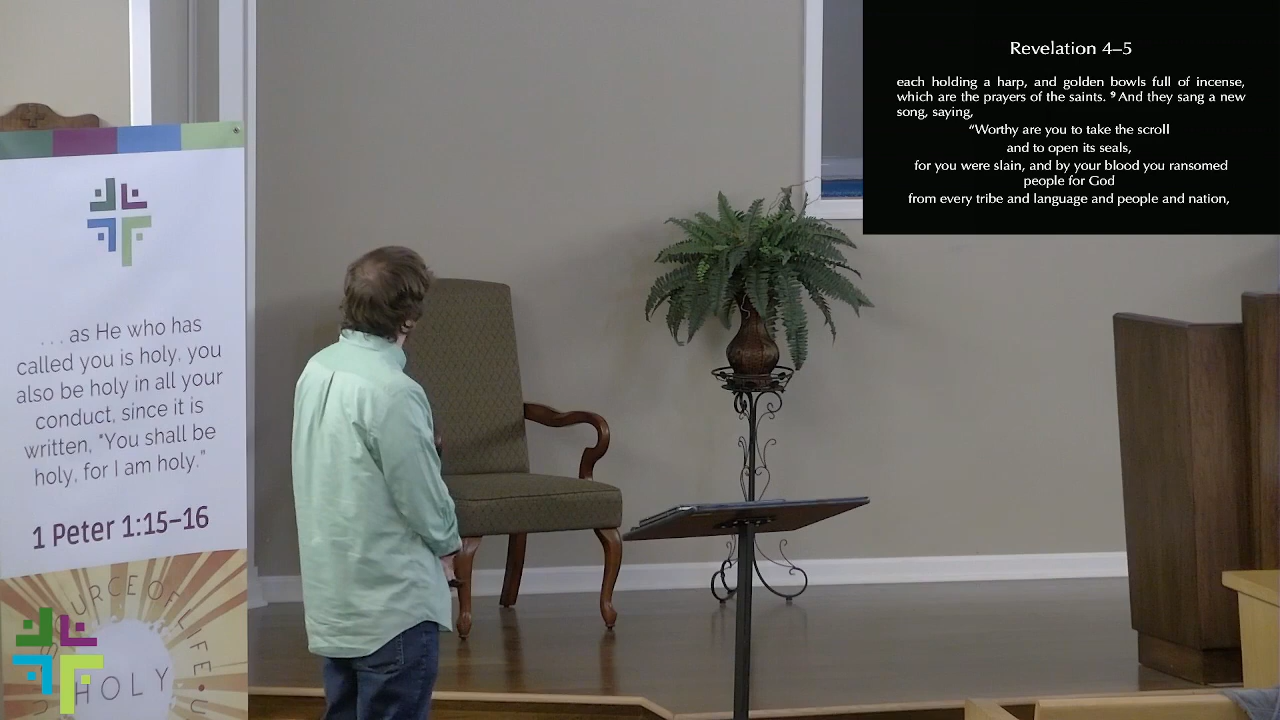 Revelation 4–5
each holding a harp, and golden bowls full of incense,
which are the prayers of the saints. ⁹ And they sang a new
song, saying,
“Worthy are you to take the scroll
and to open its seals,
for you were slain, and by your blood you ransomed
people for God
from every tribe and language and people and nation,
. . . as He who has
called you is holy, you
also be holy in all your
conduct, since it is
written, "You shall be
holy, for I am holy."
1 Peter 1:15–16
URCE OF LIFE • U
HOLY